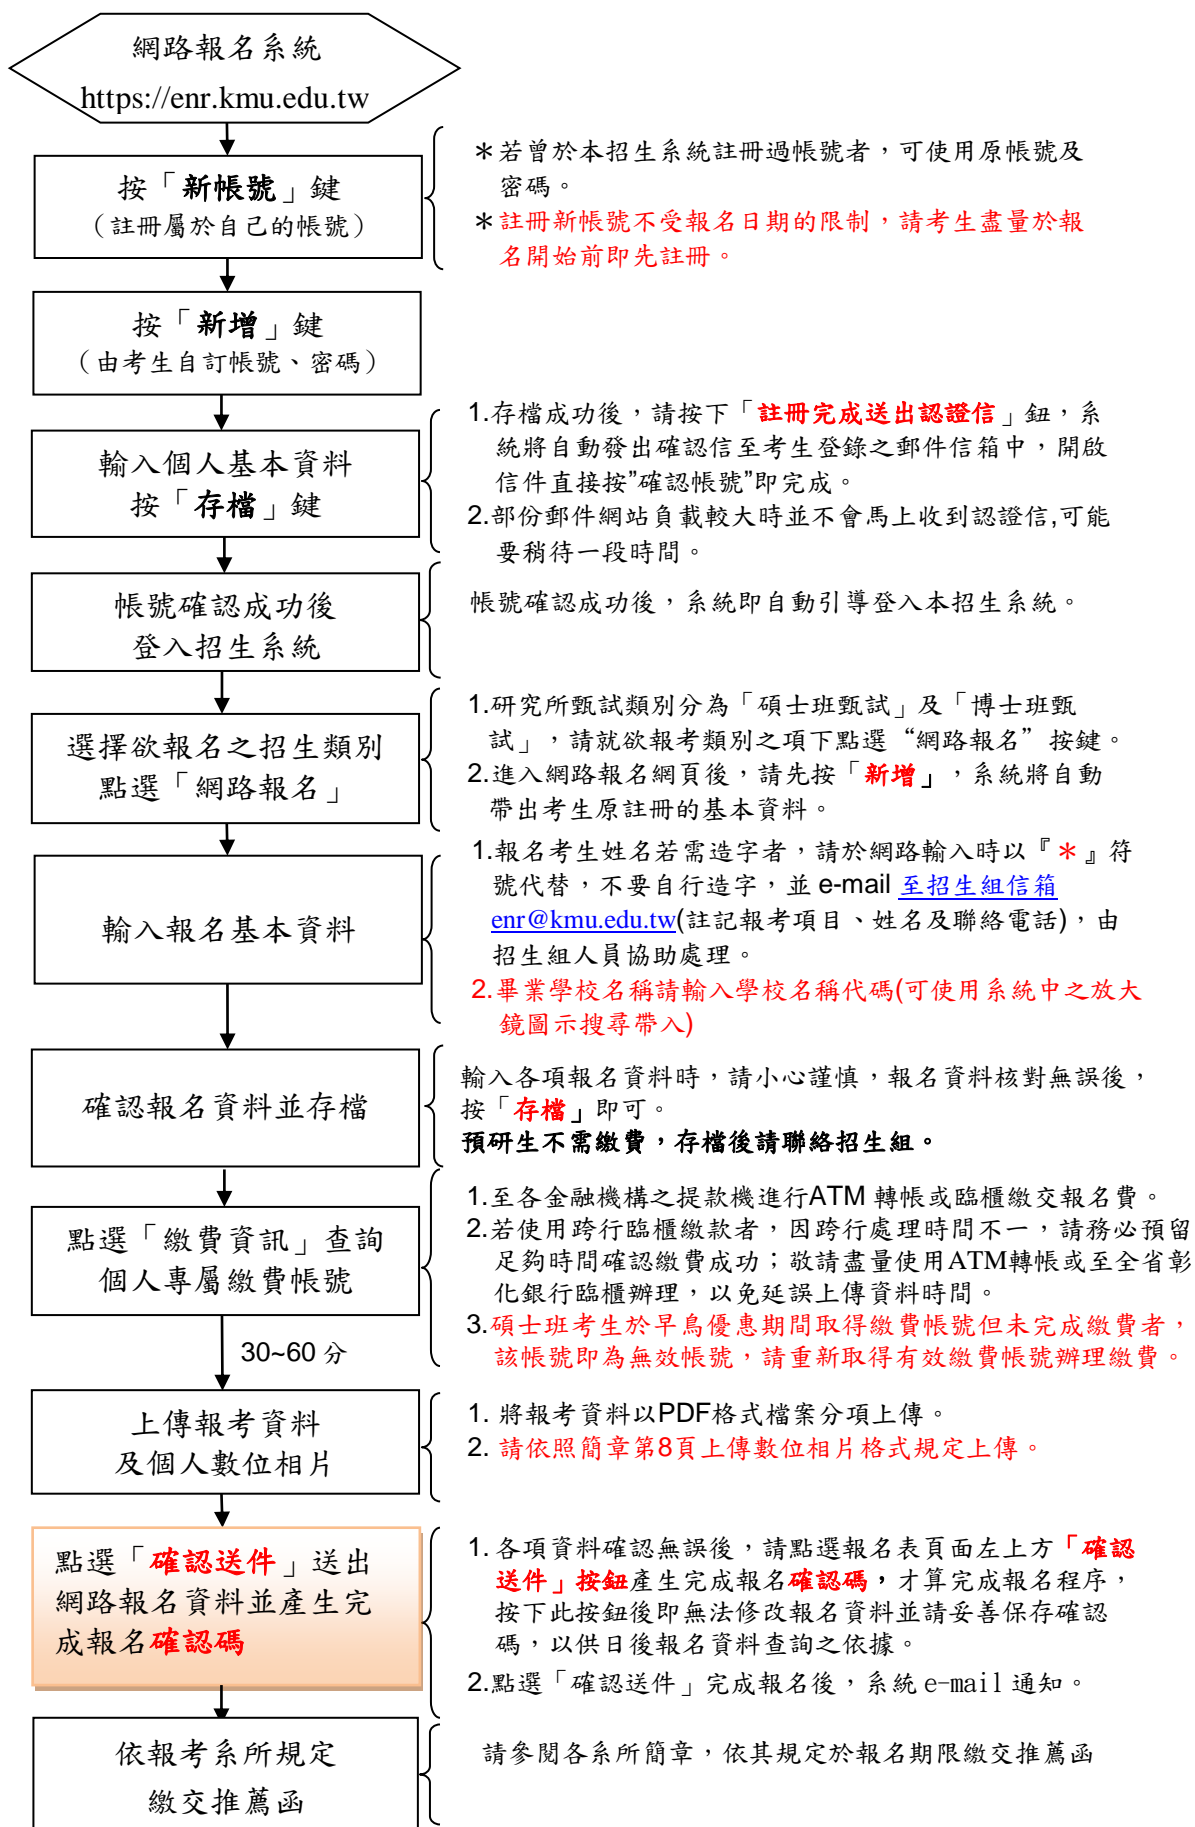 網路報名系統
https://enr.kmu.edu.tw
按「新帳號」鍵
（註冊屬於自己的帳號）
＊若曾於本招生系統註冊過帳號者，可使用原帳號及
密碼。
＊註冊新帳號不受報名日期的限制，請考生盡量於報
名開始前即先註冊。
按「新增」鍵
（由考生自訂帳號、密碼）
輸入個人基本資料
按「存檔」鍵
1.存檔成功後，請按下「註冊完成送出認證信」鈕，系
統將自動發出確認信至考生登錄之郵件信箱中，開啟
信件直接按”確認帳號”即完成。
2.部份郵件網站負載較大時並不會馬上收到認證信,可能
要稍待一段時間。
帳號確認成功後
登入招生系統
帳號確認成功後，系統即自動引導登入本招生系統。
選擇欲報名之招生類別
點選「網路報名」
1.研究所甄試類別分為「碩士班甄試」及「博士班甄
試」，請就欲報考類別之項下點選“網路報名”按鍵。
2.進入網路報名網頁後，請先按「新增」，系統將自動
帶出考生原註冊的基本資料。
輸入報名基本資料
1.報名考生姓名若需造字者，請於網路輸入時以『＊』符
號代替，不要自行造字，並 e-mail 至招生組信箱
enr@kmu.edu.tw(註記報考項目、姓名及聯絡電話)，由
招生組人員協助處理。
2.畢業學校名稱請輸入學校名稱代碼(可使用系統中之放大
鏡圖示搜尋帶入)
確認報名資料並存檔
輸入各項報名資料時，請小心謹慎，報名資料核對無誤後，
按「存檔」即可。
預研生不需繳費，存檔後請聯絡招生組。
點選「繳費資訊」查詢
個人專屬繳費帳號
1.至各金融機構之提款機進行ATM 轉帳或臨櫃繳交報名費。
2.若使用跨行臨櫃繳款者，因跨行處理時間不一，請務必預留
足夠時間確認繳費成功；敬請盡量使用ATM轉帳或至全省彰
化銀行臨櫃辦理，以免延誤上傳資料時間。
3.碩士班考生於早鳥優惠期間取得繳費帳號但未完成繳費者，
該帳號即為無效帳號，請重新取得有效繳費帳號辦理繳費。
30~60 分
上傳報考資料
及個人數位相片
1. 將報考資料以PDF格式檔案分項上傳。
2. 請依照簡章第8頁上傳數位相片格式規定上傳。
點選「確認送件」送出
網路報名資料並產生完
成報名確認碼
1. 各項資料確認無誤後，請點選報名表頁面左上方「確認
送件」按鈕產生完成報名確認碼，才算完成報名程序，
按下此按鈕後即無法修改報名資料並請妥善保存確認
碼，以供日後報名資料查詢之依據。
2.點選「確認送件」完成報名後，系統 e-mail 通知。
依報考系所規定
繳交推薦函
請參閱各系所簡章，依其規定於報名期限繳交推薦函